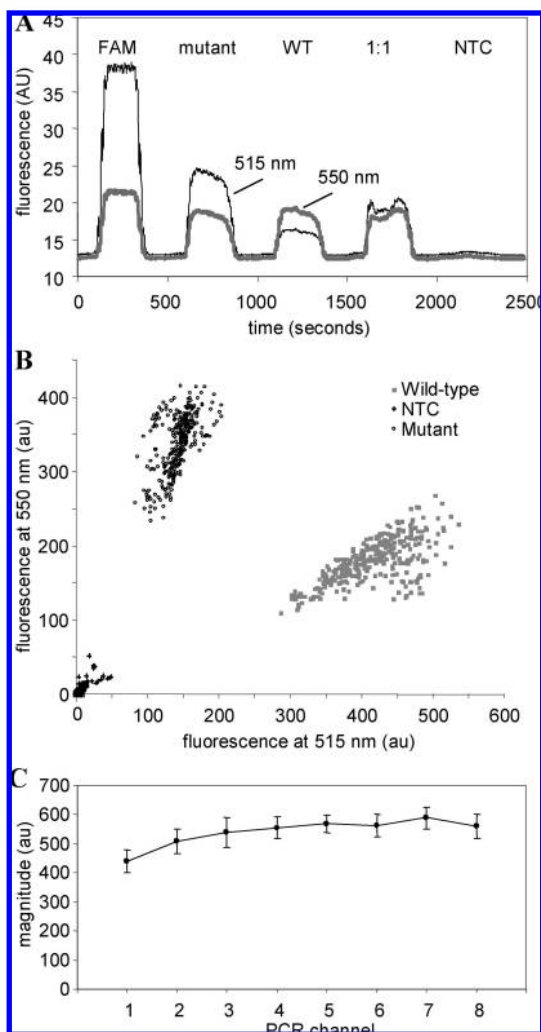 A
FAM mutant WT 1:1 NTC
515 nm
550 nm
fluorescence (AU)
45
40
35
30
25
20
15
10
0 500 1000 1500 2000 2500
time (seconds)
B
Wild-type
NTC
Mutant
fluorescence at 550 nm (au)
400
300
200
100
0
0 100 200 300 400 500 600
fluorescence at 515 nm (au)
C
magnitude (au)
700
600
500
400
300
200
100
0
1 2 3 4 5 6 7 8
PCR channel